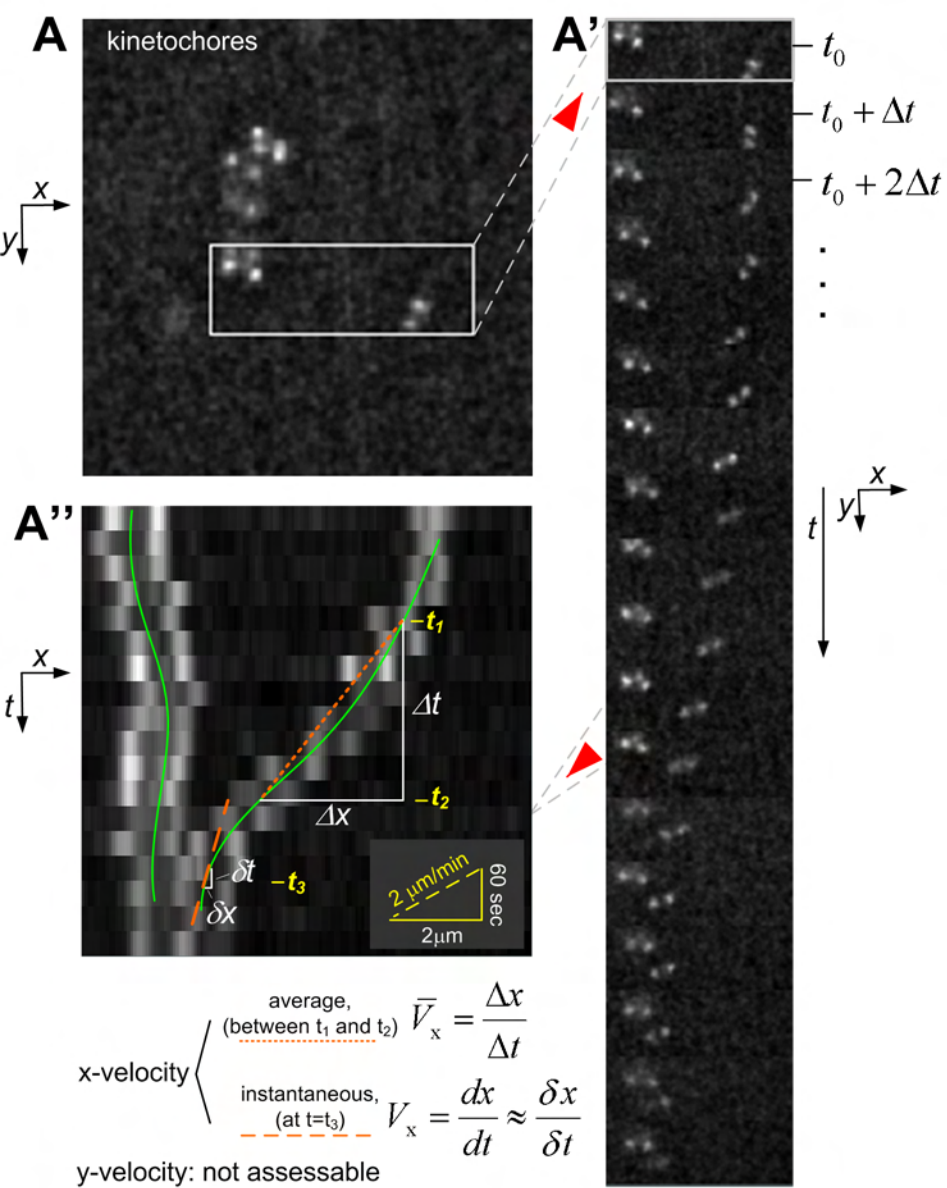 A
kinetochores
x
y
A'
t₀
t₀ + Δt
t₀ + 2Δt
.
.
.
t
x
y
A''
x
t
–t₁
Δt
–t₂
Δx
δt
–t₃
δx
2 μm/min
60 sec
2μm
x-velocity
average,
(between t₁ and t₂) V̅ₓ = Δx/Δt
instantaneous,
(at t=t₃) Vₓ = dx/dt ≈ δx/δt
y-velocity: not assessable